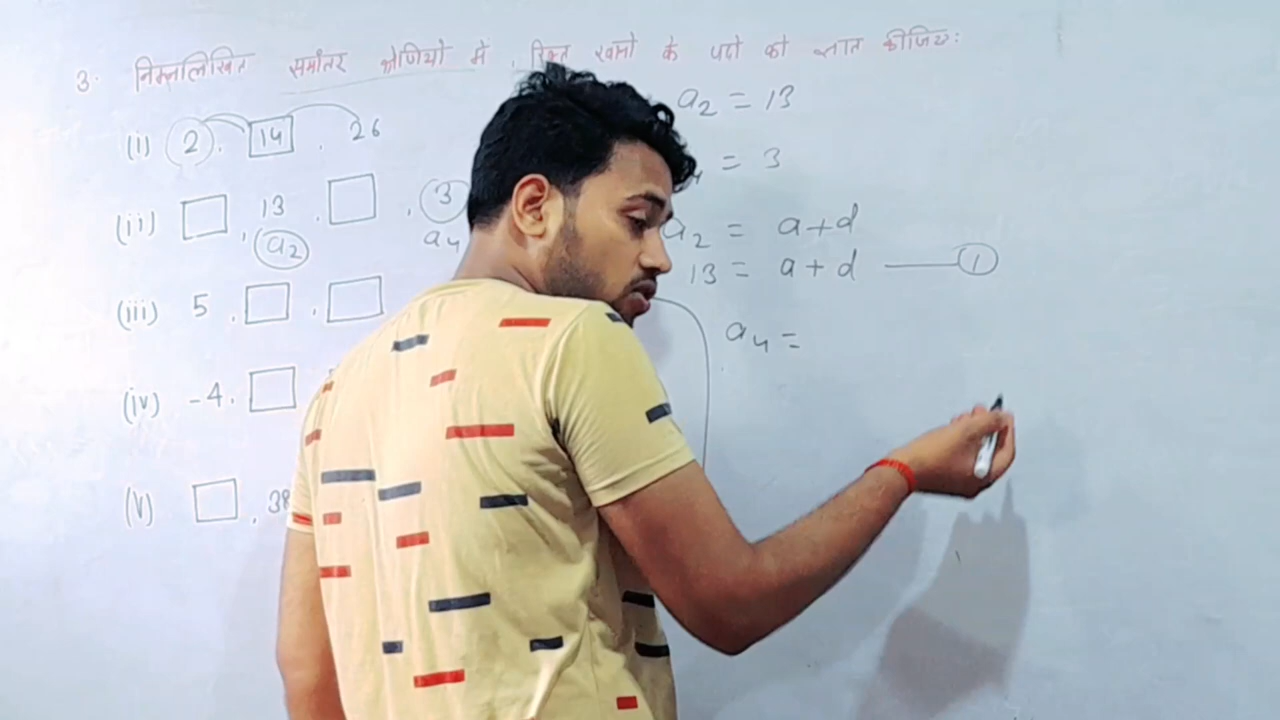 3. निम्नलिखित समांतर श्रेणियों में , रिक्त खानों के पदों को ज्ञात कीजिए:
(i) 2 , 14 , 26
(ii) , 13 , , 3
a2 a4
(iii) 5 , ,
(iv) -4 ,
(v) , 38
a2 = 13
= 3
a2 = a+d
13 = a+d —— 1
a4 =